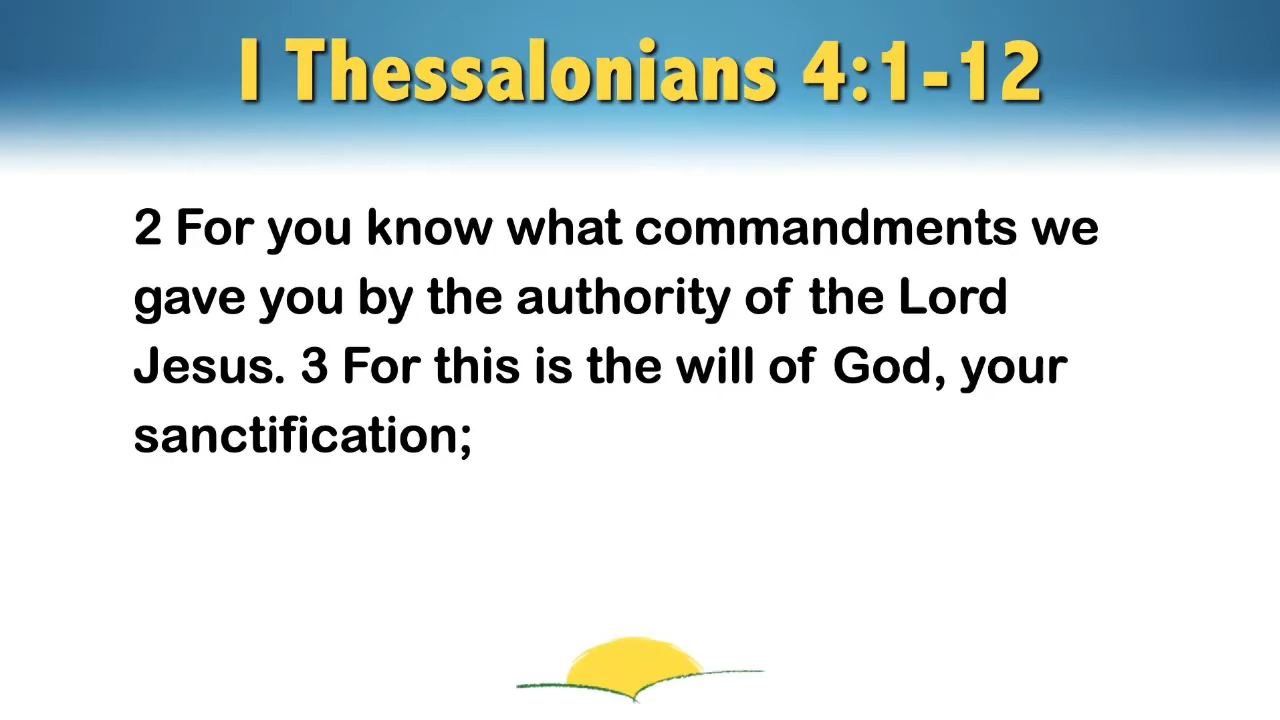 I Thessalonians 4:1-12
2 For you know what commandments we
gave you by the authority of the Lord
Jesus. 3 For this is the will of God, your
sanctification;